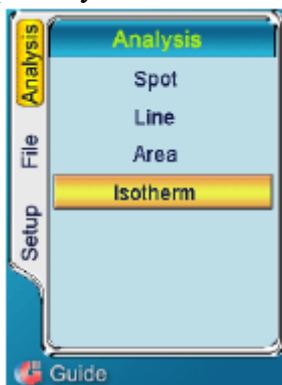 Analysis
Spot
Line
Area
Isotherm
Analysis
File
Setup
Guide